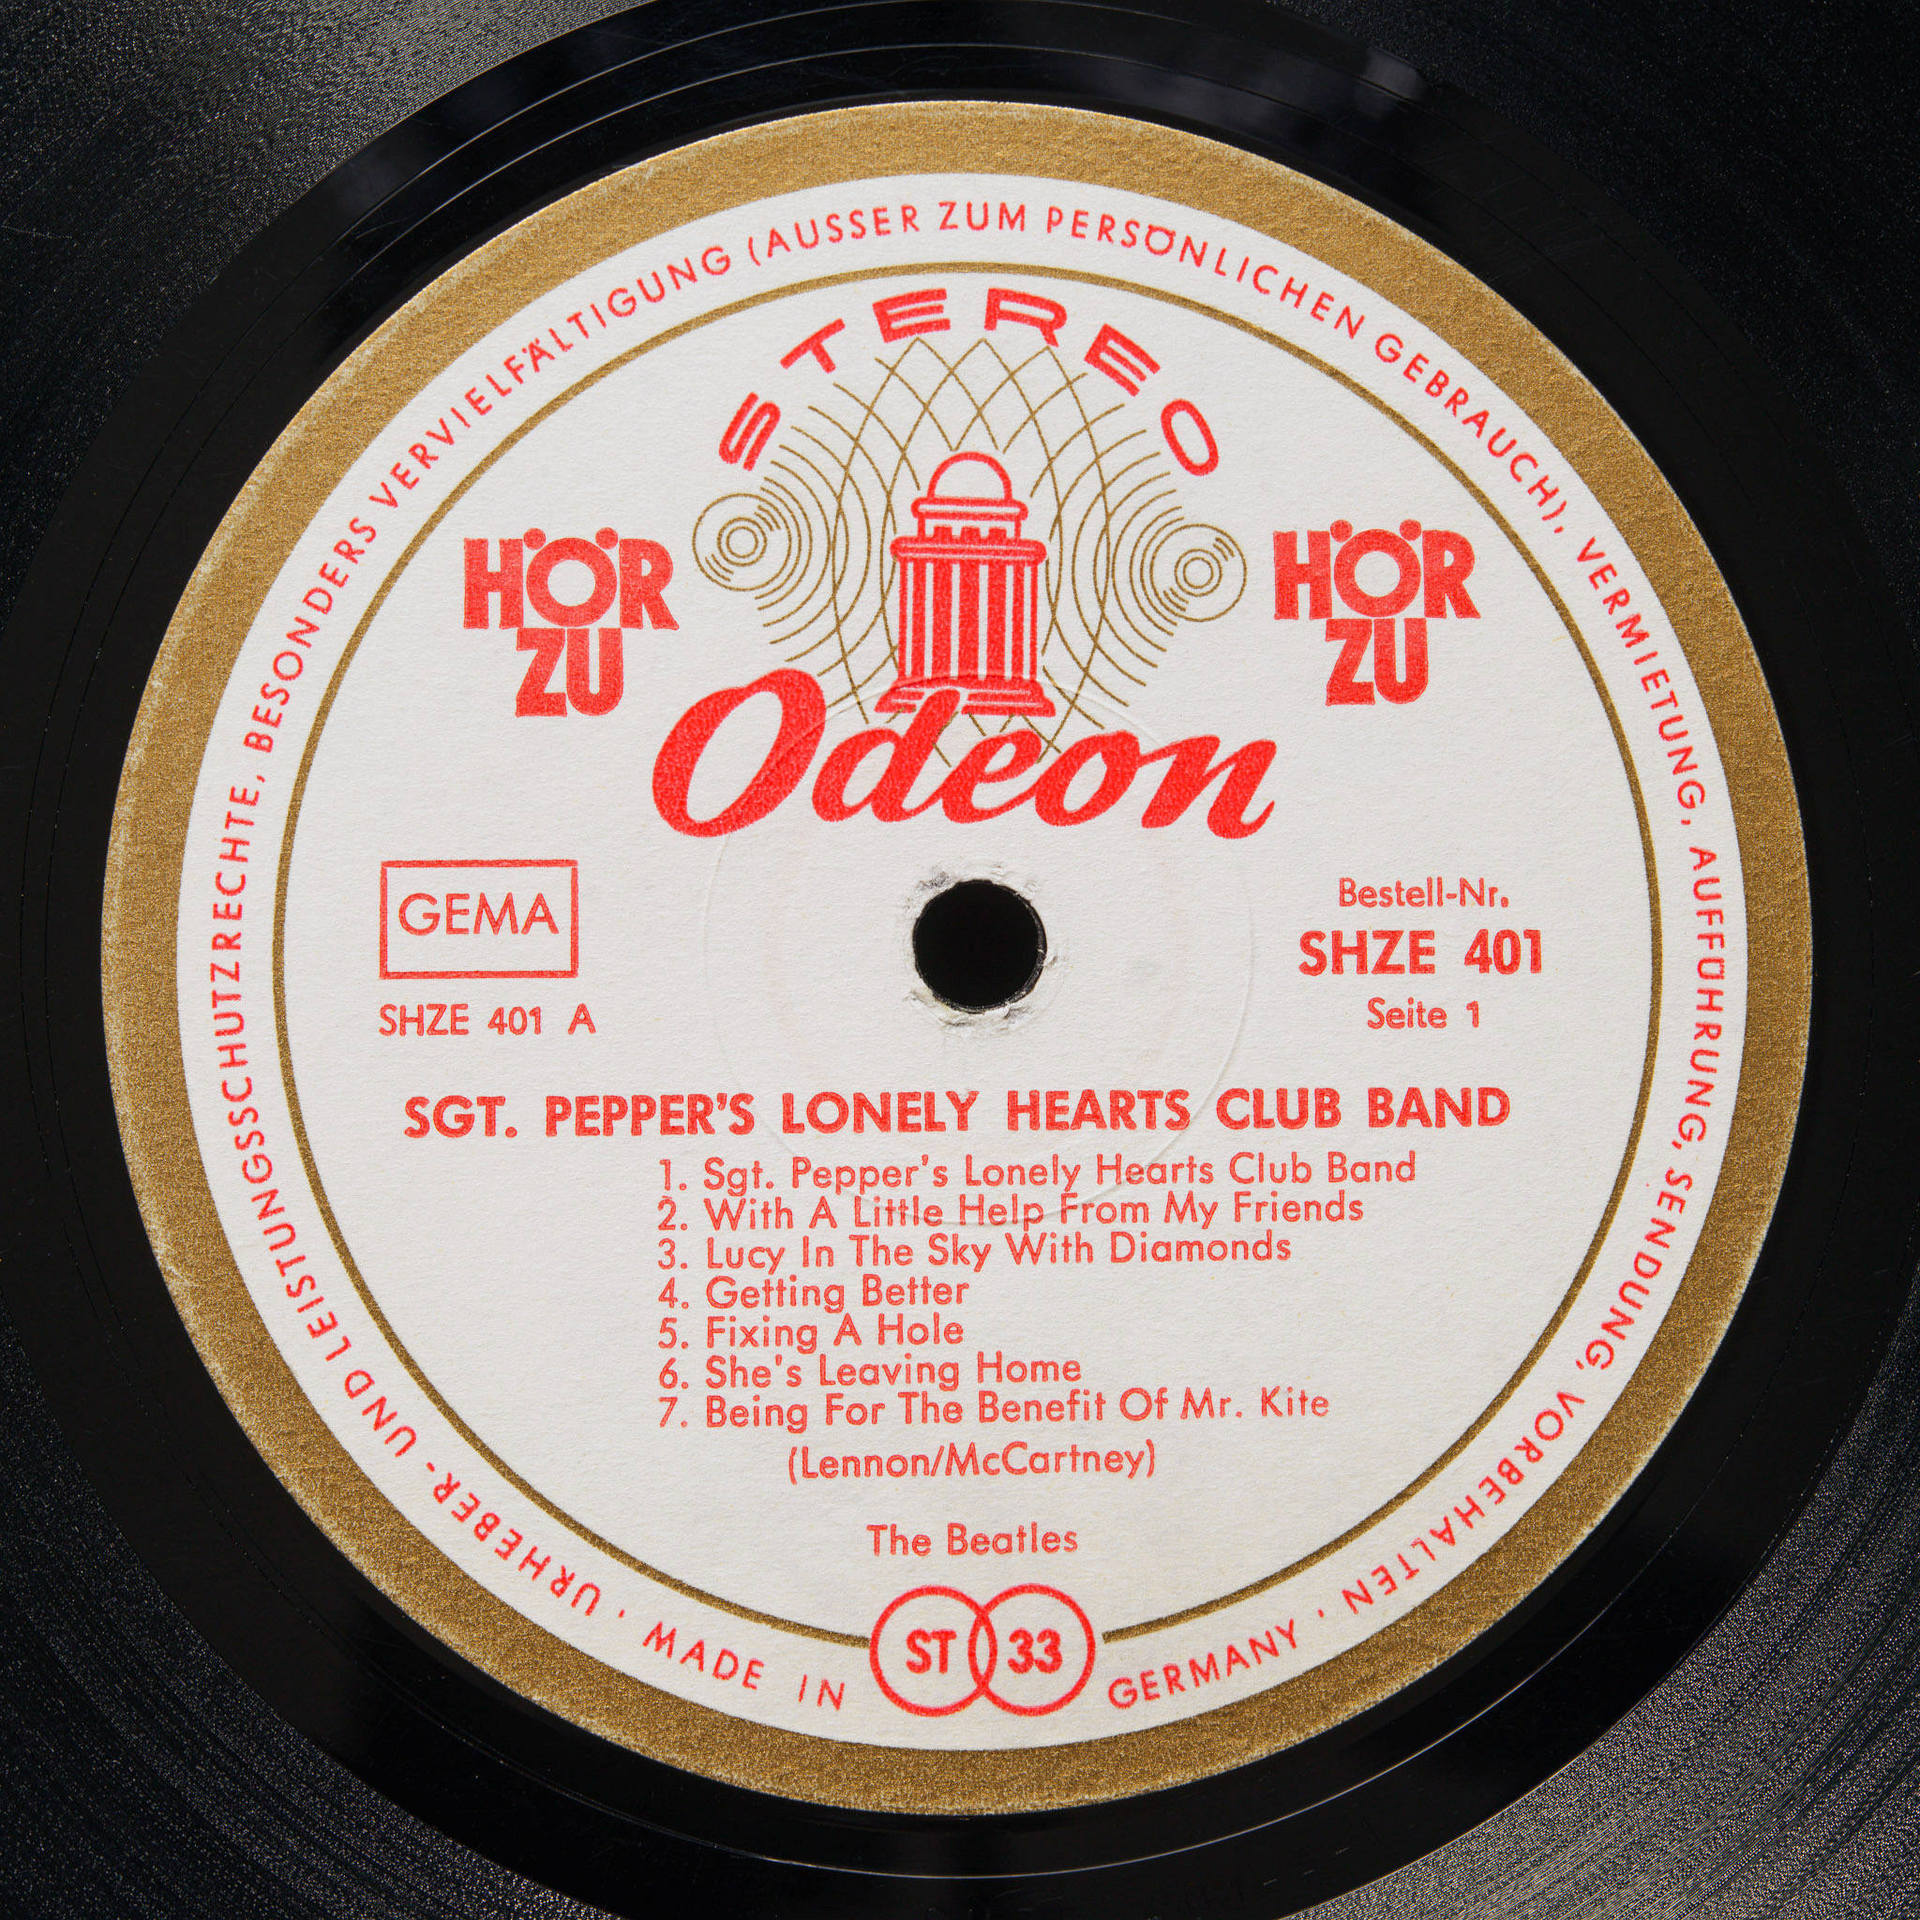 URHEBER- UND LEISTUNGSSCHUTZRECHTE, BESONDERS VERVIELFÄLTIGUNG (AUSSER ZUM PERSÖNLICHEN GEBRAUCH), VERMIETUNG, AUFFÜHRUNG, SENDUNG, VORBEHALTEN .
STEREO
HÖR
ZU
HÖR
ZU
Odeon
GEMA
SHZE 401 A
Bestell-Nr.
SHZE 401
Seite 1
SGT. PEPPER'S LONELY HEARTS CLUB BAND
1. Sgt. Pepper's Lonely Hearts Club Band
2. With A Little Help From My Friends
3. Lucy In The Sky With Diamonds
4. Getting Better
5. Fixing A Hole
6. She's Leaving Home
7. Being For The Benefit Of Mr. Kite
(Lennon/McCartney)
The Beatles
ST 33
. MADE IN GERMANY